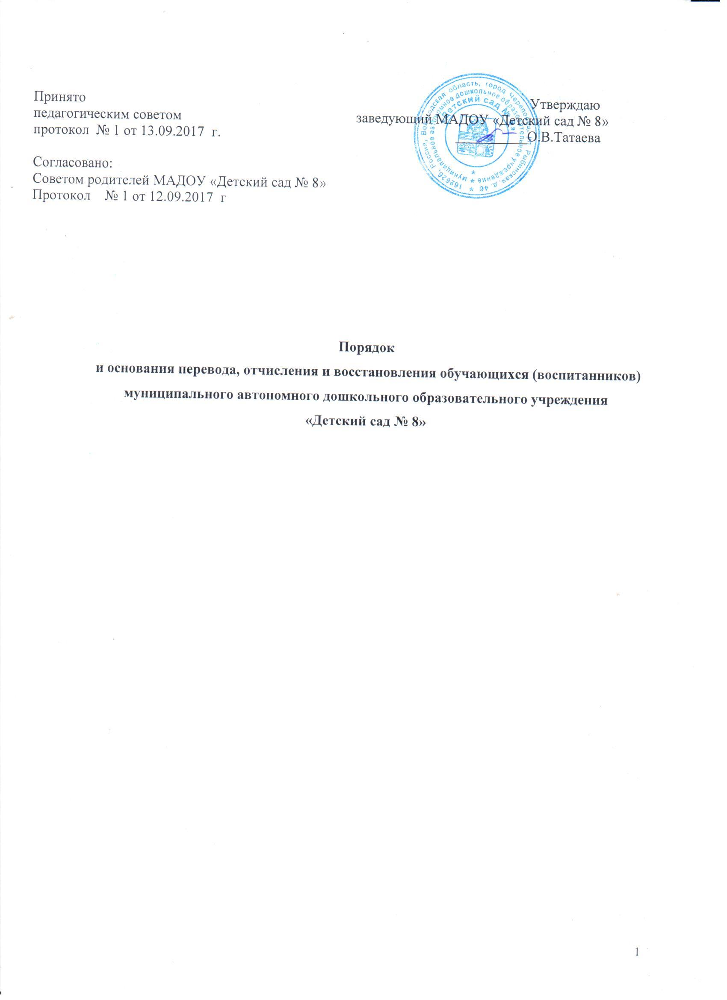 Принято
педагогическим советом
протокол № 1 от 13.09.2017 г.
Согласовано:
Советом родителей МАДОУ «Детский сад № 8»
Протокол № 1 от 12.09.2017 г
Утверждаю
заведующий МАДОУ «Детский сад № 8»
____________О.В.Татаева
162626, Россия, Вологодская область, город Череповец, ул Рыбинская, д. 46 *
муниципальное автономное дошкольное образовательное учреждение *
«Детский сад № 8»
*
Порядок
и основания перевода, отчисления и восстановления обучающихся (воспитанников)
муниципального автономного дошкольного образовательного учреждения
«Детский сад № 8»
1